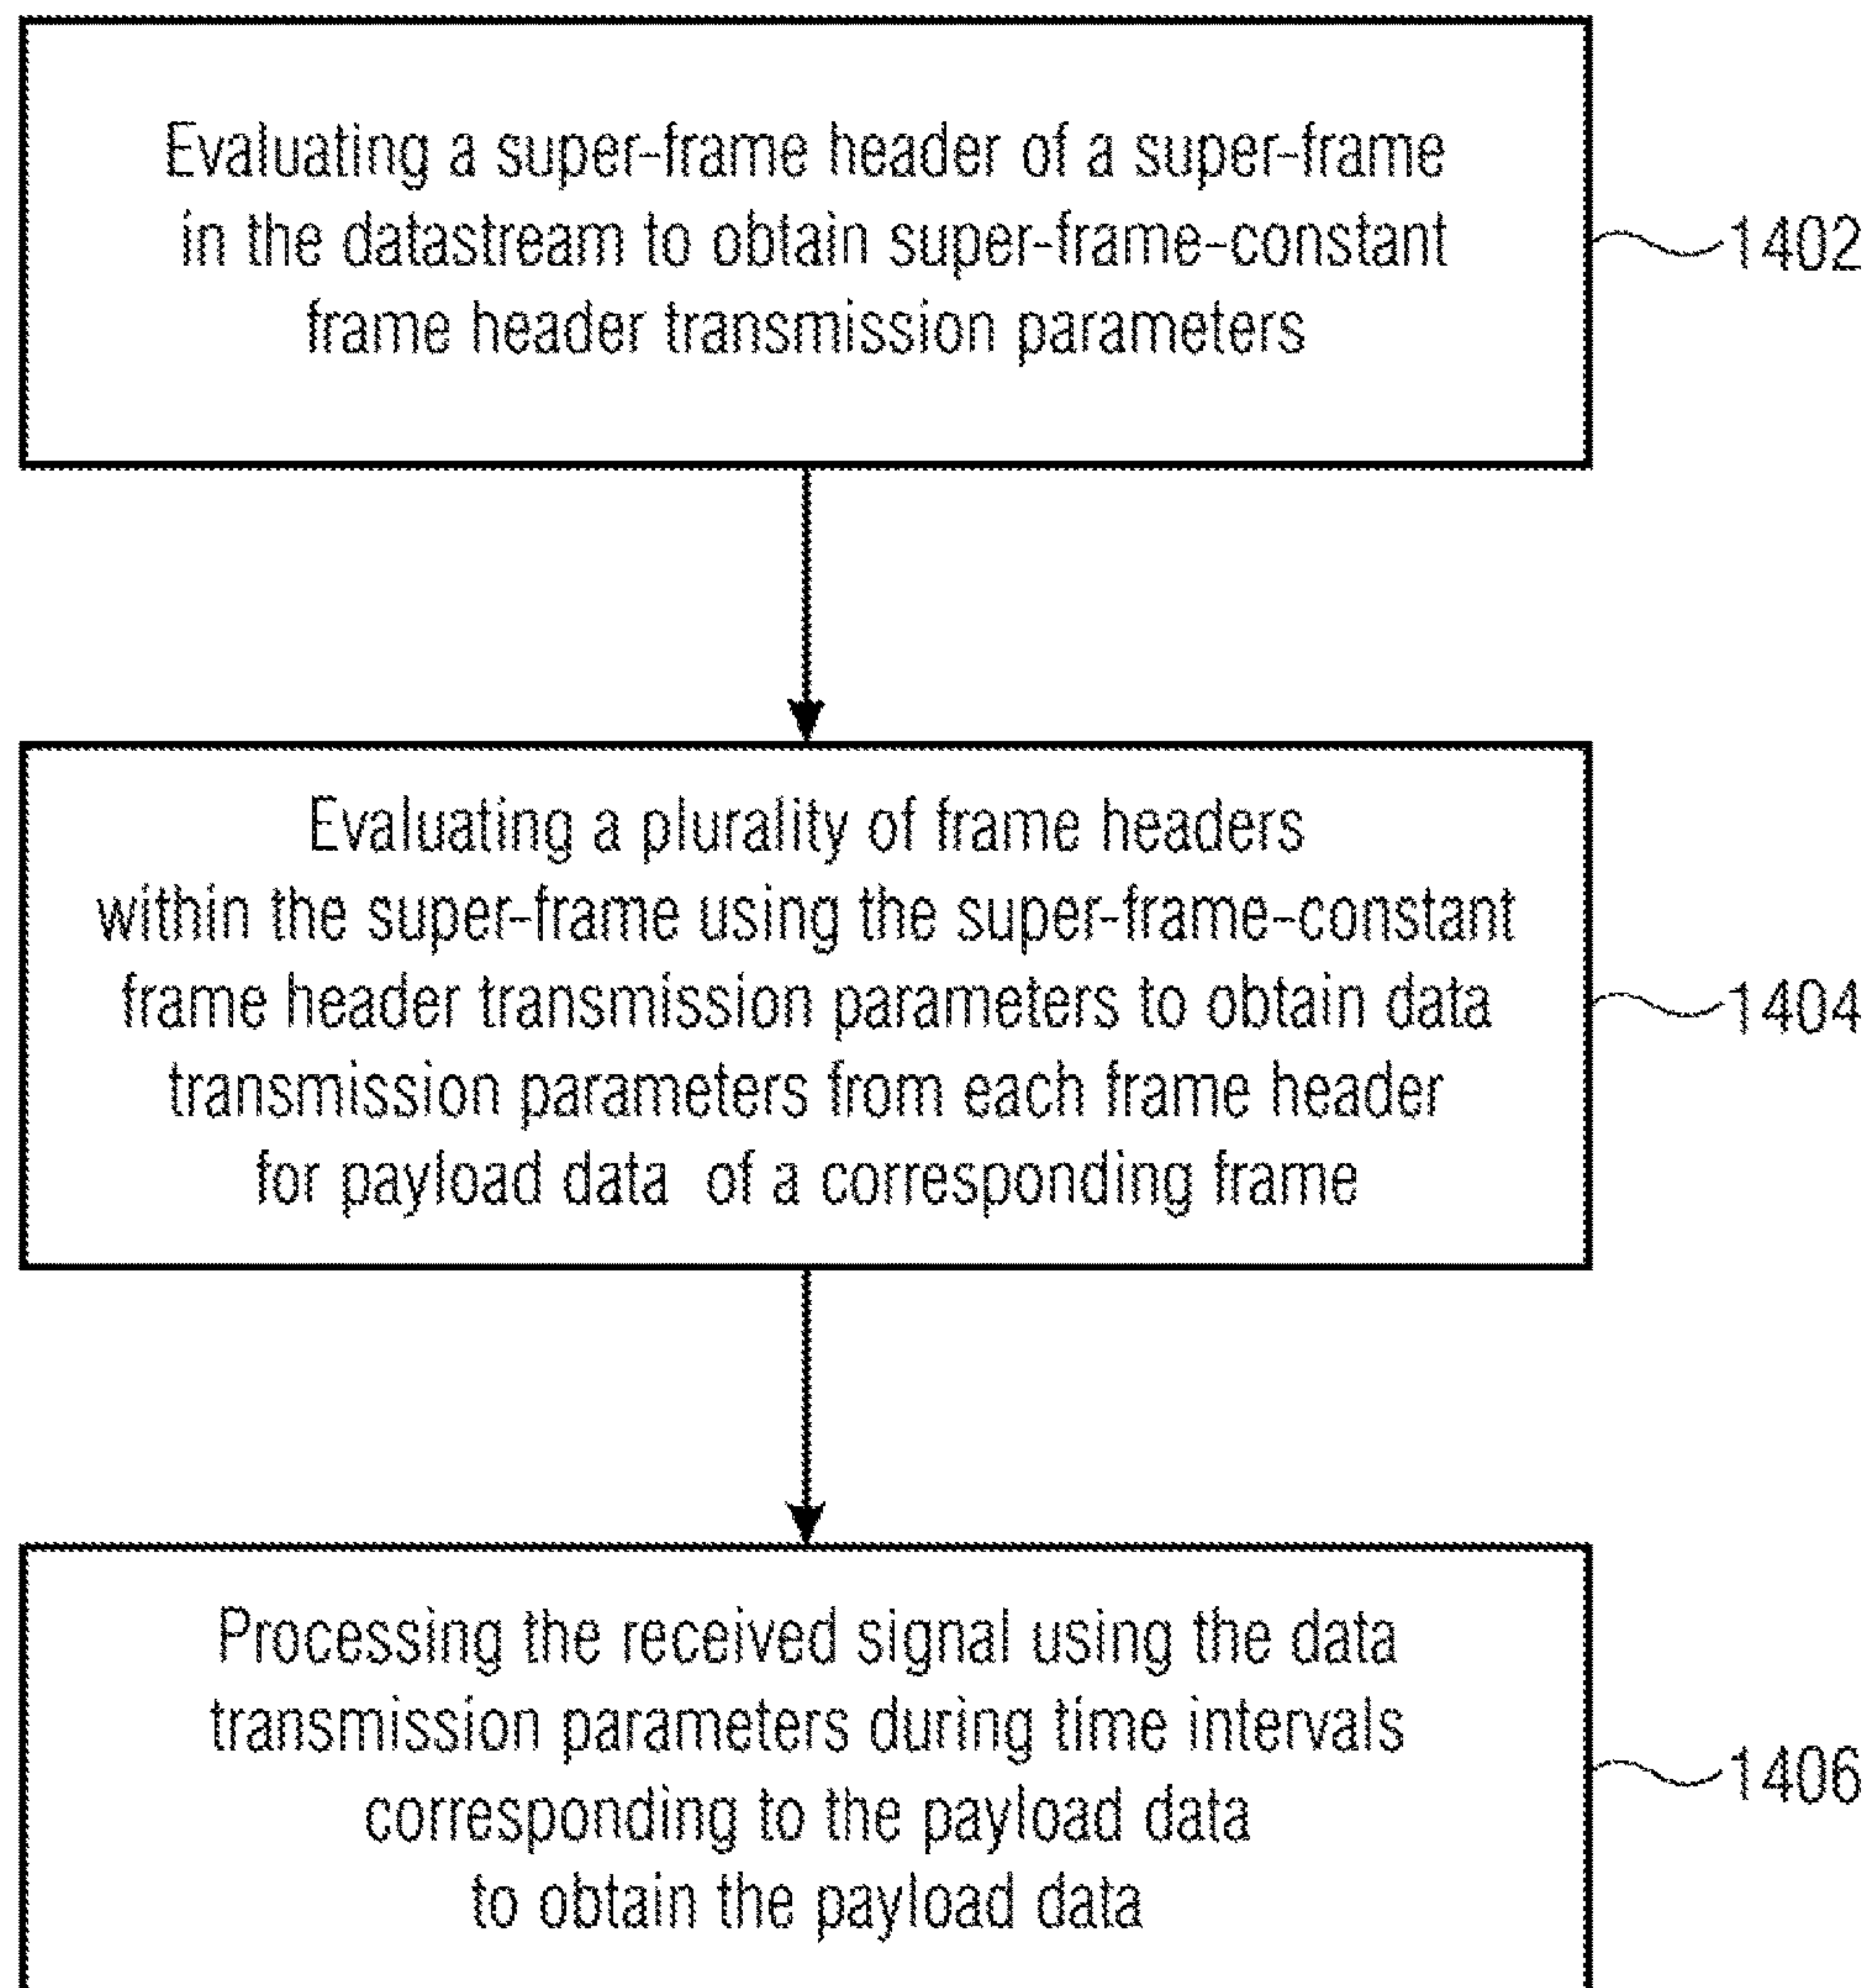 Evaluating a super-frame header of a super-frame
in the datastream to obtain super-frame-constant
frame header transmission parameters
1402
Evaluating a plurality of frame headers
within the super-frame using the super-frame-constant
frame header transmission parameters to obtain data
transmission parameters from each frame header
for payload data of a corresponding frame
1404
Processing the received signal using the data
transmission parameters during time intervals
corresponding to the payload data
to obtain the payload data
1406